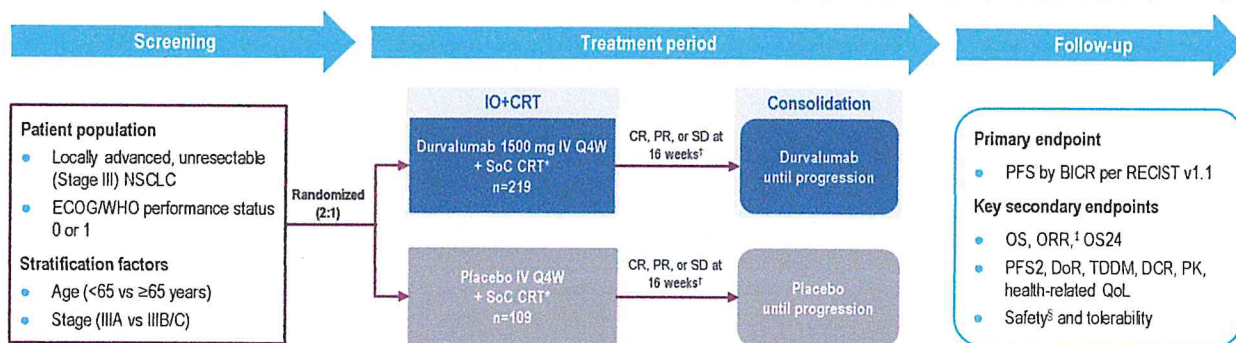 Screening
Treatment period
Follow-up
Patient population
Locally advanced, unresectable
(Stage III) NSCLC
ECOG/WHO performance status
0 or 1
Stratification factors
Age (<65 vs ≥65 years)
Stage (IIIA vs IIIB/C)
Randomized
(2:1)
IO+CRT
Durvalumab 1500 mg IV Q4W
+ SoC CRT*
n=219
CR, PR, or SD at
16 weeks†
Consolidation
Durvalumab
until progression
Placebo IV Q4W
+ SoC CRT*
n=109
CR, PR, or SD at
16 weeks†
Placebo
until progression
Primary endpoint
PFS by BICR per RECIST v1.1
Key secondary endpoints
OS, ORR,‡ OS24
PFS2, DoR, TDDM, DCR, PK,
health-related QoL
Safety§ and tolerability